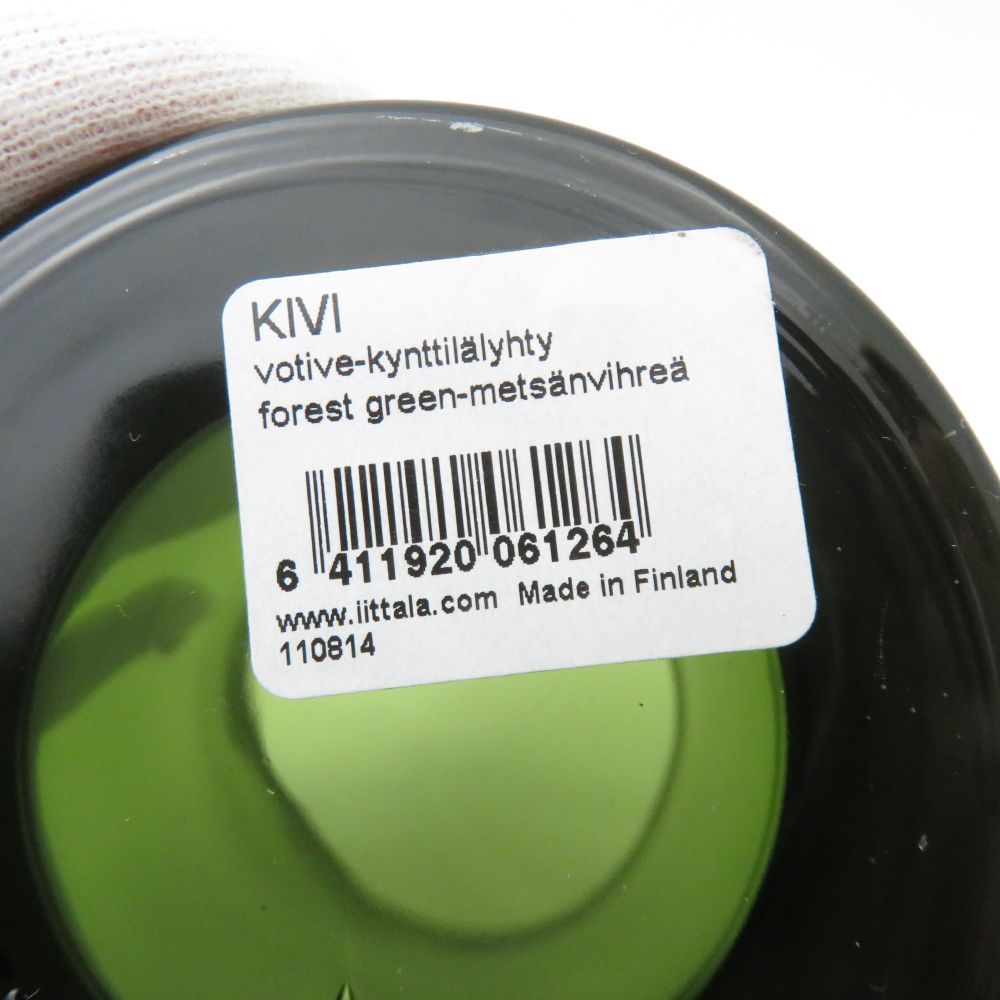 KIVI
votive-kynttilälyhty
forest green-metsänvihreä
6 411920 061264
www.iittala.com Made in Finland
110814